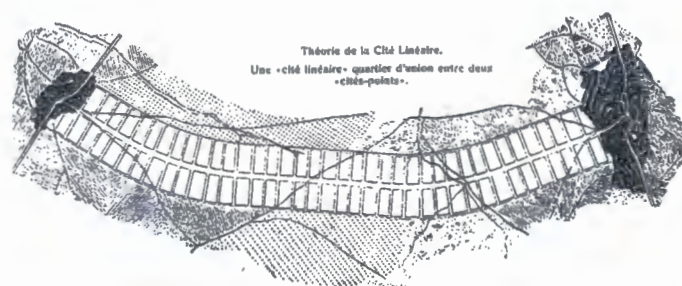 Théorie de la Cité Linéaire.
Une «cité linéaire» quartier d'union entre deux
«cités-points».